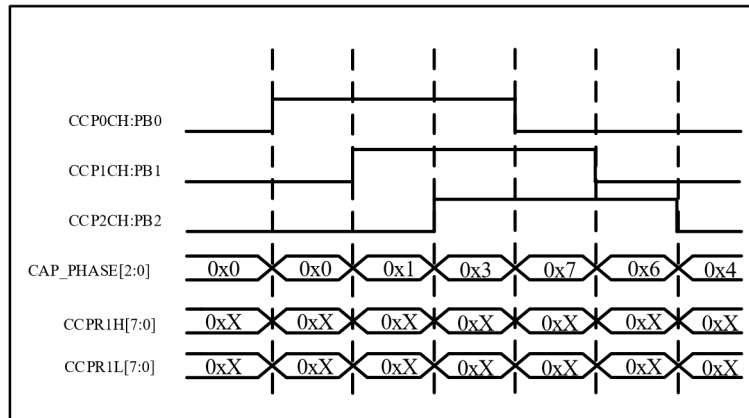 CCP0CH:PB0
CCP1CH:PB1
CCP2CH:PB2
CAP_PHASE[2:0] 0x0 0x0 0x1 0x3 0x7 0x6 0x4
CCPR1H[7:0] 0xX 0xX 0xX 0xX 0xX 0xX 0xX
CCPR1L[7:0] 0xX 0xX 0xX 0xX 0xX 0xX 0xX